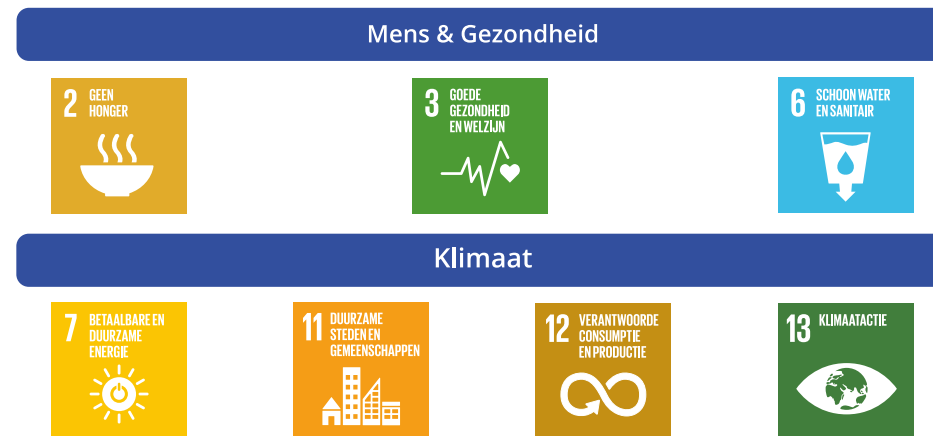 Mens & Gezondheid
2 GEEN
HONGER
3 GOEDE
GEZONDHEID
EN WELZIJN
6 SCHOON WATER
EN SANITAIR
Klimaat
7 BETAALBARE EN
DUURZAME
ENERGIE
11 DUURZAME
STEDEN EN
GEMEENSCHAPPEN
12 VERANTWOORDE
CONSUMPTIE
EN PRODUCTIE
13 KLIMAATACTIE